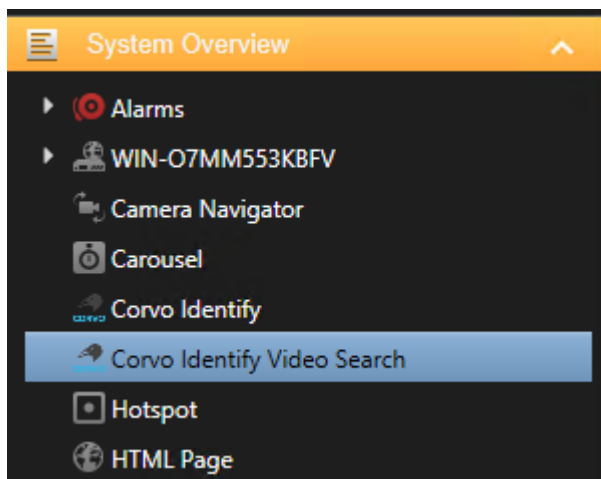 System Overview
Alarms
WIN-O7MM553KBFV
Camera Navigator
Carousel
Corvo Identify
Corvo Identify Video Search
Hotspot
HTML Page